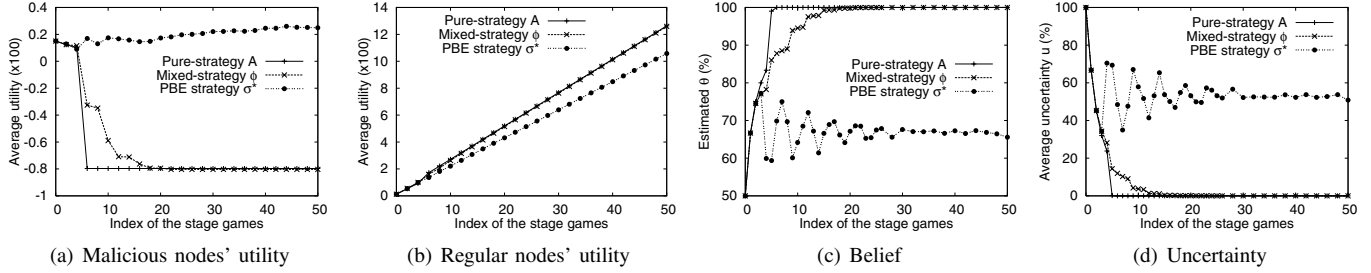 Average utility (x100)
0.4
0.2
0
-0.2
-0.4
-0.6
-0.8
-1
Pure-strategy A
Mixed-strategy ϕ
PBE strategy σ*
0 10 20 30 40 50
Index of the stage games
(a) Malicious nodes' utility
Average utility (x100)
14
12
10
8
6
4
2
0
Pure-strategy A
Mixed-strategy ϕ
PBE strategy σ*
0 10 20 30 40 50
Index of the stage games
(b) Regular nodes' utility
Estimated θ (%)
100
90
80
70
60
50
Pure-strategy A
Mixed-strategy ϕ
PBE strategy σ*
0 10 20 30 40 50
Index of the stage games
(c) Belief
Average uncertainty u (%)
100
80
60
40
20
0
Pure-strategy A
Mixed-strategy ϕ
PBE strategy σ*
0 10 20 30 40 50
Index of the stage games
(d) Uncertainty